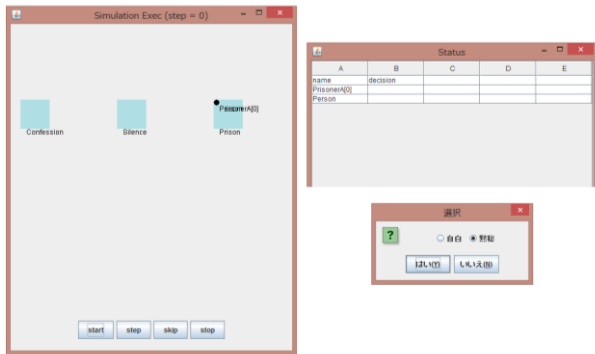 Simulation Exec (step = 0)
Confession
Silence
Prison
start
step
skip
stop
Status
A B C D E
name decision
PrisonerA[0]
Person
選択
? 自白 黙秘
はい(Y) いいえ(N)